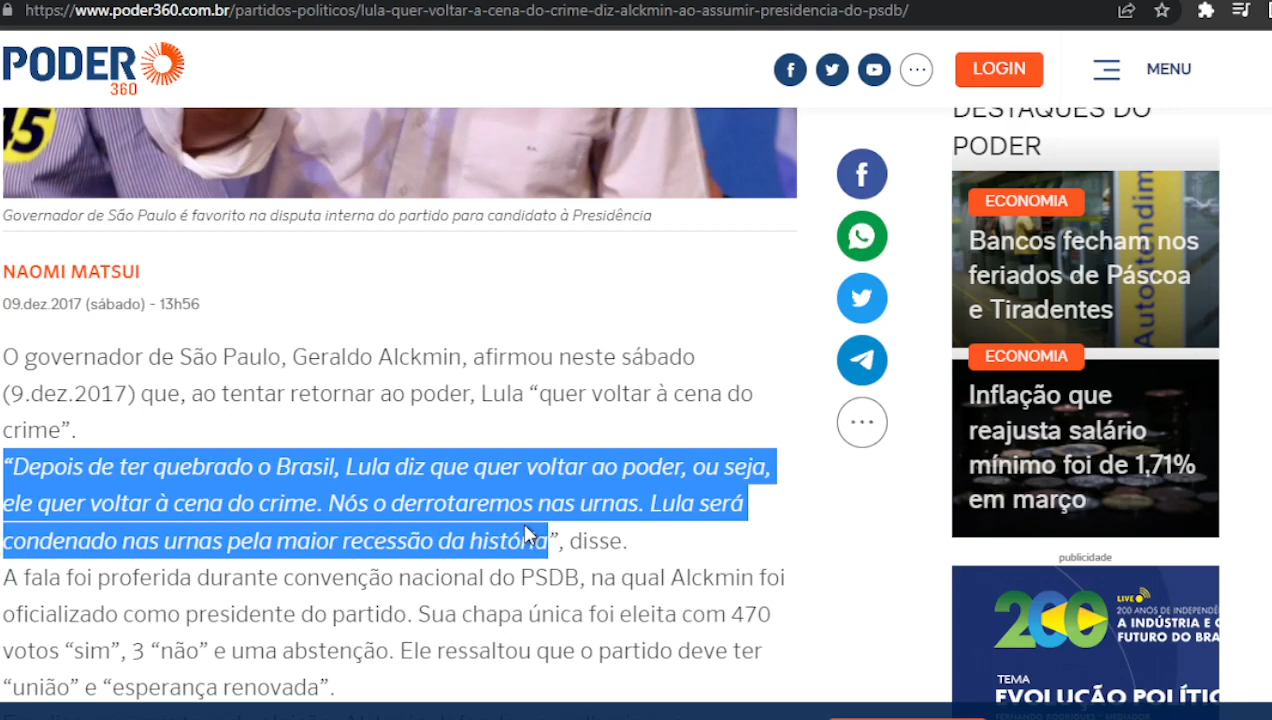 https://www.poder360.com.br/partidos-politicos/lula-quer-voltar-a-cena-do-crime-diz-alckmin-ao-assumir-presidencia-do-psdb/
PODER
360
LOGIN
MENU
45
Governador de São Paulo é favorito na disputa interna do partido para candidato à Presidência
NAOMI MATSUI
09.dez.2017 (sábado) - 13h56
O governador de São Paulo, Geraldo Alckmin, afirmou neste sábado
(9.dez.2017) que, ao tentar retornar ao poder, Lula “quer voltar à cena do
crime”.
“Depois de ter quebrado o Brasil, Lula diz que quer voltar ao poder, ou seja,
ele quer voltar à cena do crime. Nós o derrotaremos nas urnas. Lula será
condenado nas urnas pela maior recessão da história”, disse.
A fala foi proferida durante convenção nacional do PSDB, na qual Alckmin foi
oficializado como presidente do partido. Sua chapa única foi eleita com 470
votos “sim”, 3 “não” e uma abstenção. Ele ressaltou que o partido deve ter
“união” e “esperança renovada”.
DESTAQUES DO
PODER
Autoatendim
ECONOMIA
Bancos fecham nos
feriados de Páscoa
e Tiradentes
ECONOMIA
Inflação que
reajusta salário
mínimo foi de 1,71%
em março
publicidade
200
LIVE
200 ANOS DE INDEPENDÊ
A INDÚSTRIA E O
FUTURO DO BRA
TEMA
EVOLUÇÃO POLÍTIC